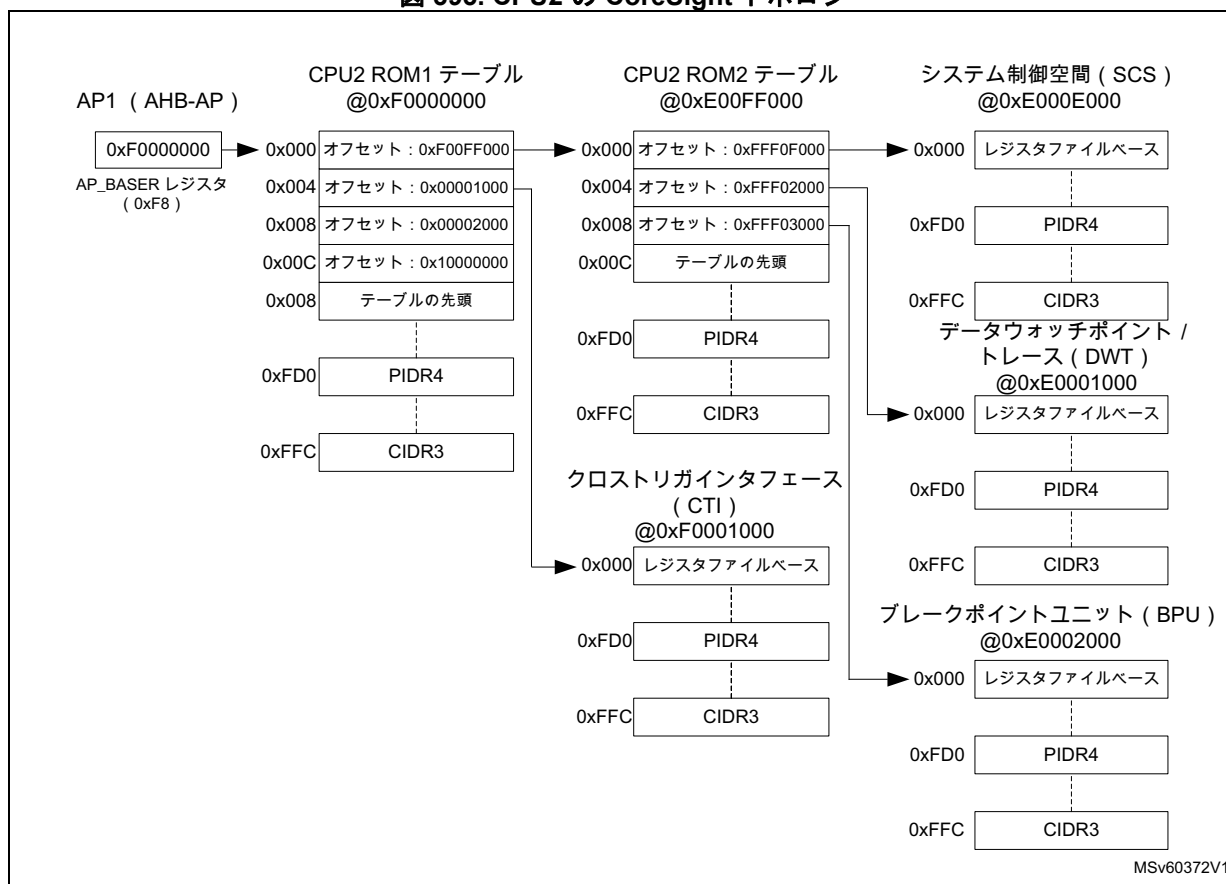 AP1 ( AHB-AP )
0xF0000000
AP_BASER レジスタ
( 0xF8 )
CPU2 ROM1 テーブル
@0xF0000000
0x000 オフセット : 0xF00FF000
0x004 オフセット : 0x00001000
0x008 オフセット : 0x00002000
0x00C オフセット : 0x10000000
0x008 テーブルの先頭
0xFD0 PIDR4
0xFFC CIDR3
CPU2 ROM2 テーブル
@0xE00FF000
0x000 オフセット : 0xFFF0F000
0x004 オフセット : 0xFFF02000
0x008 オフセット : 0xFFF03000
0x00C テーブルの先頭
0xFD0 PIDR4
0xFFC CIDR3
クロストリガインタフェース
( CTI )
@0xF0001000
0x000 レジスタファイルベース
0xFD0 PIDR4
0xFFC CIDR3
システム制御空間 ( SCS )
@0xE000E000
0x000 レジスタファイルベース
0xFD0 PIDR4
0xFFC CIDR3
データウォッチポイント /
トレース ( DWT )
@0xE0001000
0x000 レジスタファイルベース
0xFD0 PIDR4
0xFFC CIDR3
ブレークポイントユニット ( BPU )
@0xE0002000
0x000 レジスタファイルベース
0xFD0 PIDR4
0xFFC CIDR3
MSv60372V1